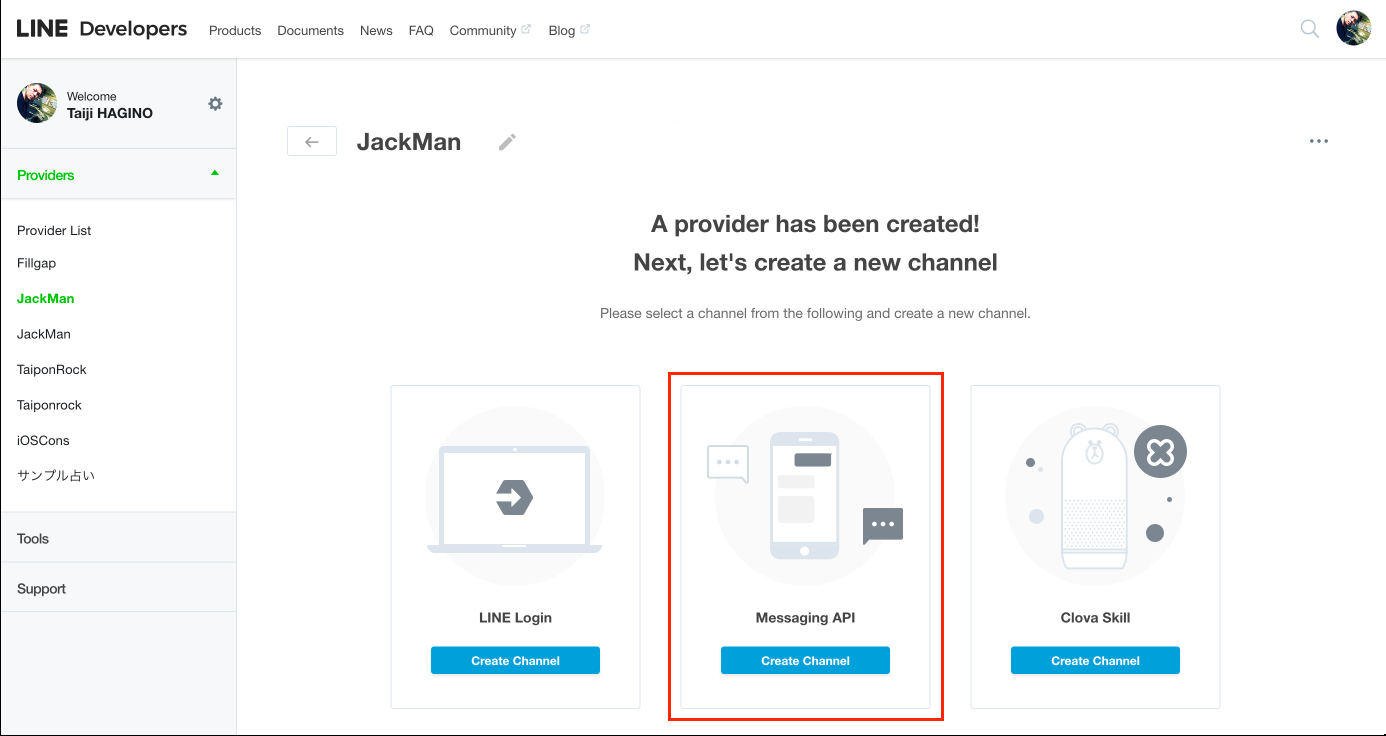 LINE Developers Products Documents News FAQ Community Blog
Welcome
Taiji HAGINO
Providers
Provider List
Fillgap
JackMan
JackMan
TaiponRock
Taiponrock
iOSCons
サンプル占い
Tools
Support
JackMan
A provider has been created!
Next, let's create a new channel
Please select a channel from the following and create a new channel.
LINE Login
Create Channel
Messaging API
Create Channel
Clova Skill
Create Channel